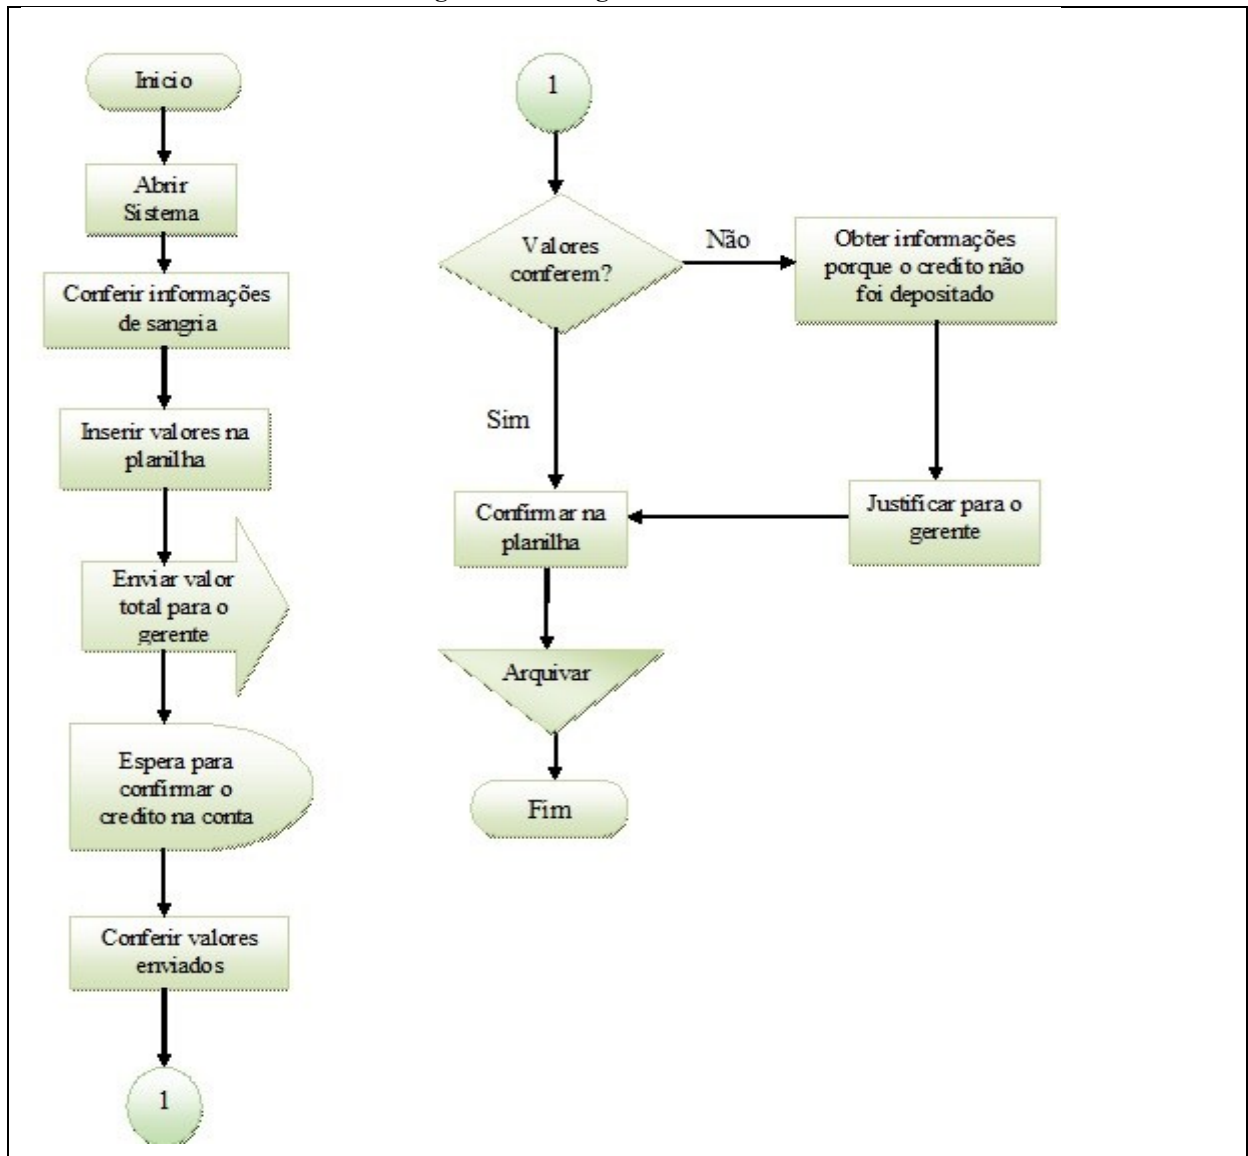 Inicio
Abrir
Sistema
Conferir informações
de sangria
Inserir valores na
planilha
Enviar valor
total para o
gerente
Espera para
confirmar o
credito na conta
Conferir valores
enviados
1
1
Valores
conferem?
Não
Obter informações
porque o credito não
foi depositado
Sim
Justificar para o
gerente
Confirmar na
planilha
Arquivar
Fim